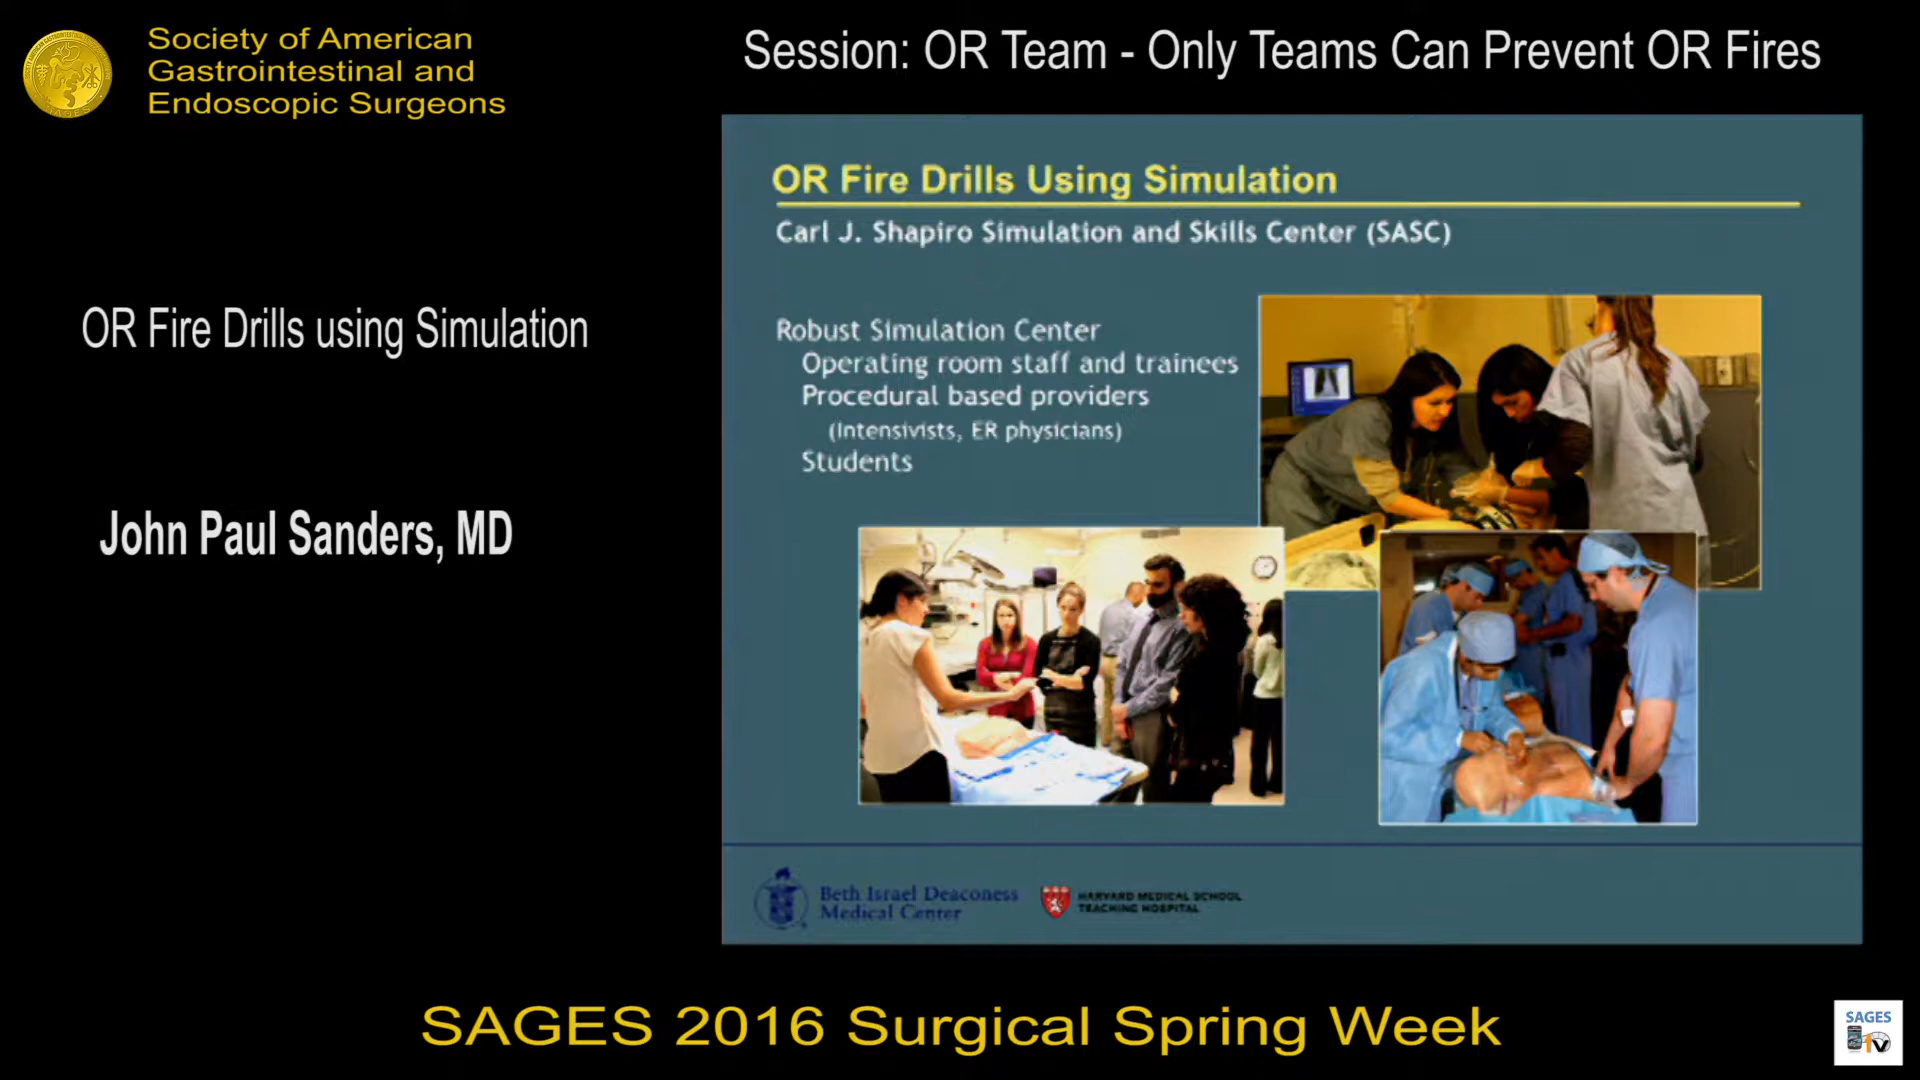 Society of American
Gastrointestinal and
Endoscopic Surgeons
Session: OR Team - Only Teams Can Prevent OR Fires
OR Fire Drills using Simulation
John Paul Sanders, MD
OR Fire Drills Using Simulation
Carl J. Shapiro Simulation and Skills Center (SASC)
Robust Simulation Center
Operating room staff and trainees
Procedural based providers
(Intensivists, ER physicians)
Students
Beth Israel Deaconess
Medical Center
HARVARD MEDICAL SCHOOL
TEACHING HOSPITAL
SAGES 2016 Surgical Spring Week
SAGES
TV